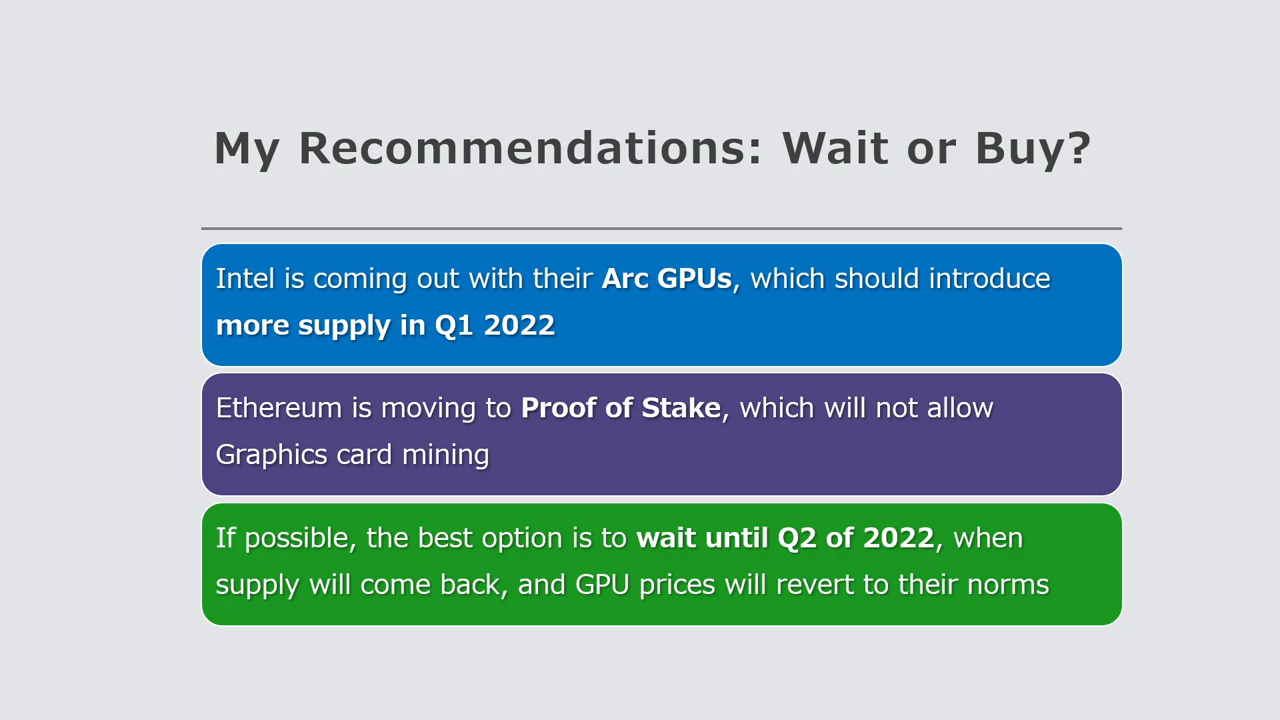 My Recommendations: Wait or Buy?
Intel is coming out with their Arc GPUs, which should introduce
more supply in Q1 2022
Ethereum is moving to Proof of Stake, which will not allow
Graphics card mining
If possible, the best option is to wait until Q2 of 2022, when
supply will come back, and GPU prices will revert to their norms